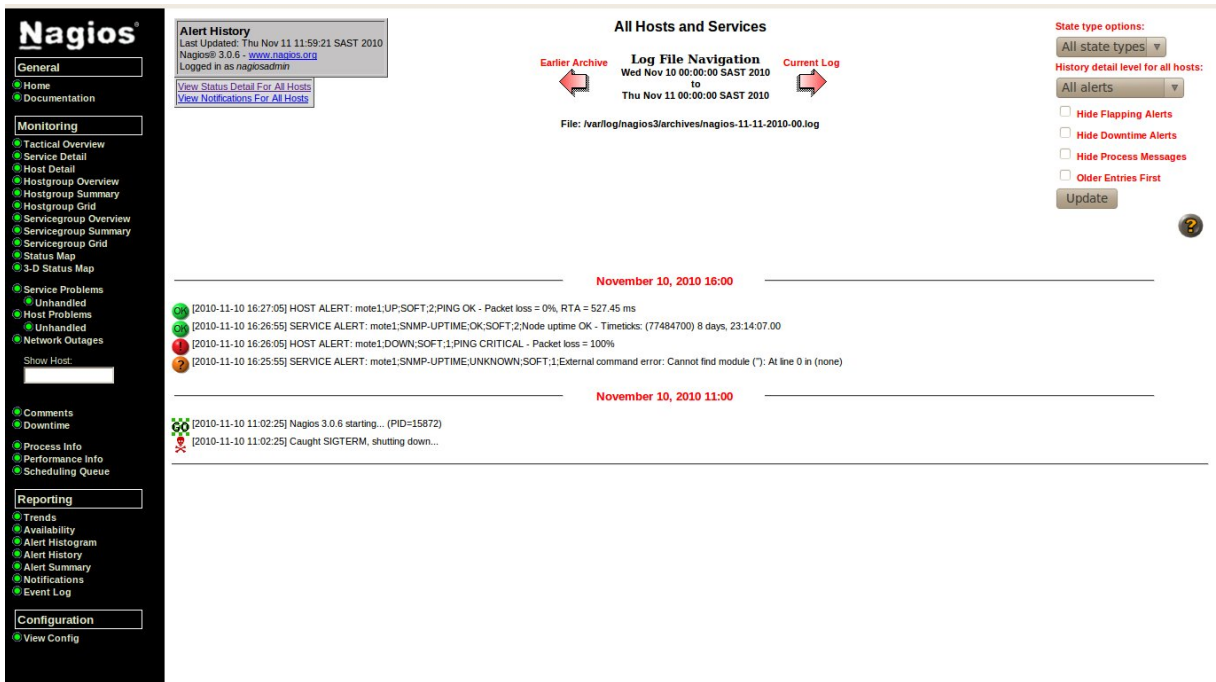 Nagios®
General
Home
Documentation
Monitoring
Tactical Overview
Service Detail
Host Detail
Hostgroup Overview
Hostgroup Summary
Hostgroup Grid
Servicegroup Overview
Servicegroup Summary
Servicegroup Grid
Status Map
3-D Status Map
Service Problems
Unhandled
Host Problems
Unhandled
Network Outages
Show Host:
Comments
Downtime
Process Info
Performance Info
Scheduling Queue
Reporting
Trends
Availability
Alert Histogram
Alert History
Alert Summary
Notifications
Event Log
Configuration
View Config
Alert History
Last Updated: Thu Nov 11 11:59:21 SAST 2010
Nagios® 3.0.6 - www.nagios.org
Logged in as nagiosadmin
View Status Detail For All Hosts
View Notifications For All Hosts
All Hosts and Services
Earlier Archive
Log File Navigation
Wed Nov 10 00:00:00 SAST 2010
to
Thu Nov 11 00:00:00 SAST 2010
Current Log
File: /var/log/nagios3/archives/nagios-11-11-2010-00.log
State type options:
All state types
History detail level for all hosts:
All alerts
Hide Flapping Alerts
Hide Downtime Alerts
Hide Process Messages
Older Entries First
Update
?
November 10, 2010 16:00
OK [2010-11-10 16:27:05] HOST ALERT: mote1;UP;SOFT;2;PING OK - Packet loss = 0%, RTA = 527.45 ms
OK [2010-11-10 16:26:55] SERVICE ALERT: mote1;SNMP-UPTIME;OK;SOFT;2;Node uptime OK - Timeticks: (77484700) 8 days, 23:14:07.00
! [2010-11-10 16:26:05] HOST ALERT: mote1;DOWN;SOFT;1;PING CRITICAL - Packet loss = 100%
? [2010-11-10 16:25:55] SERVICE ALERT: mote1;SNMP-UPTIME;UNKNOWN;SOFT;1;External command error: Cannot find module (''): At line 0 in (none)
November 10, 2010 11:00
GO [2010-11-10 11:02:25] Nagios 3.0.6 starting... (PID=15872)
[2010-11-10 11:02:25] Caught SIGTERM, shutting down...